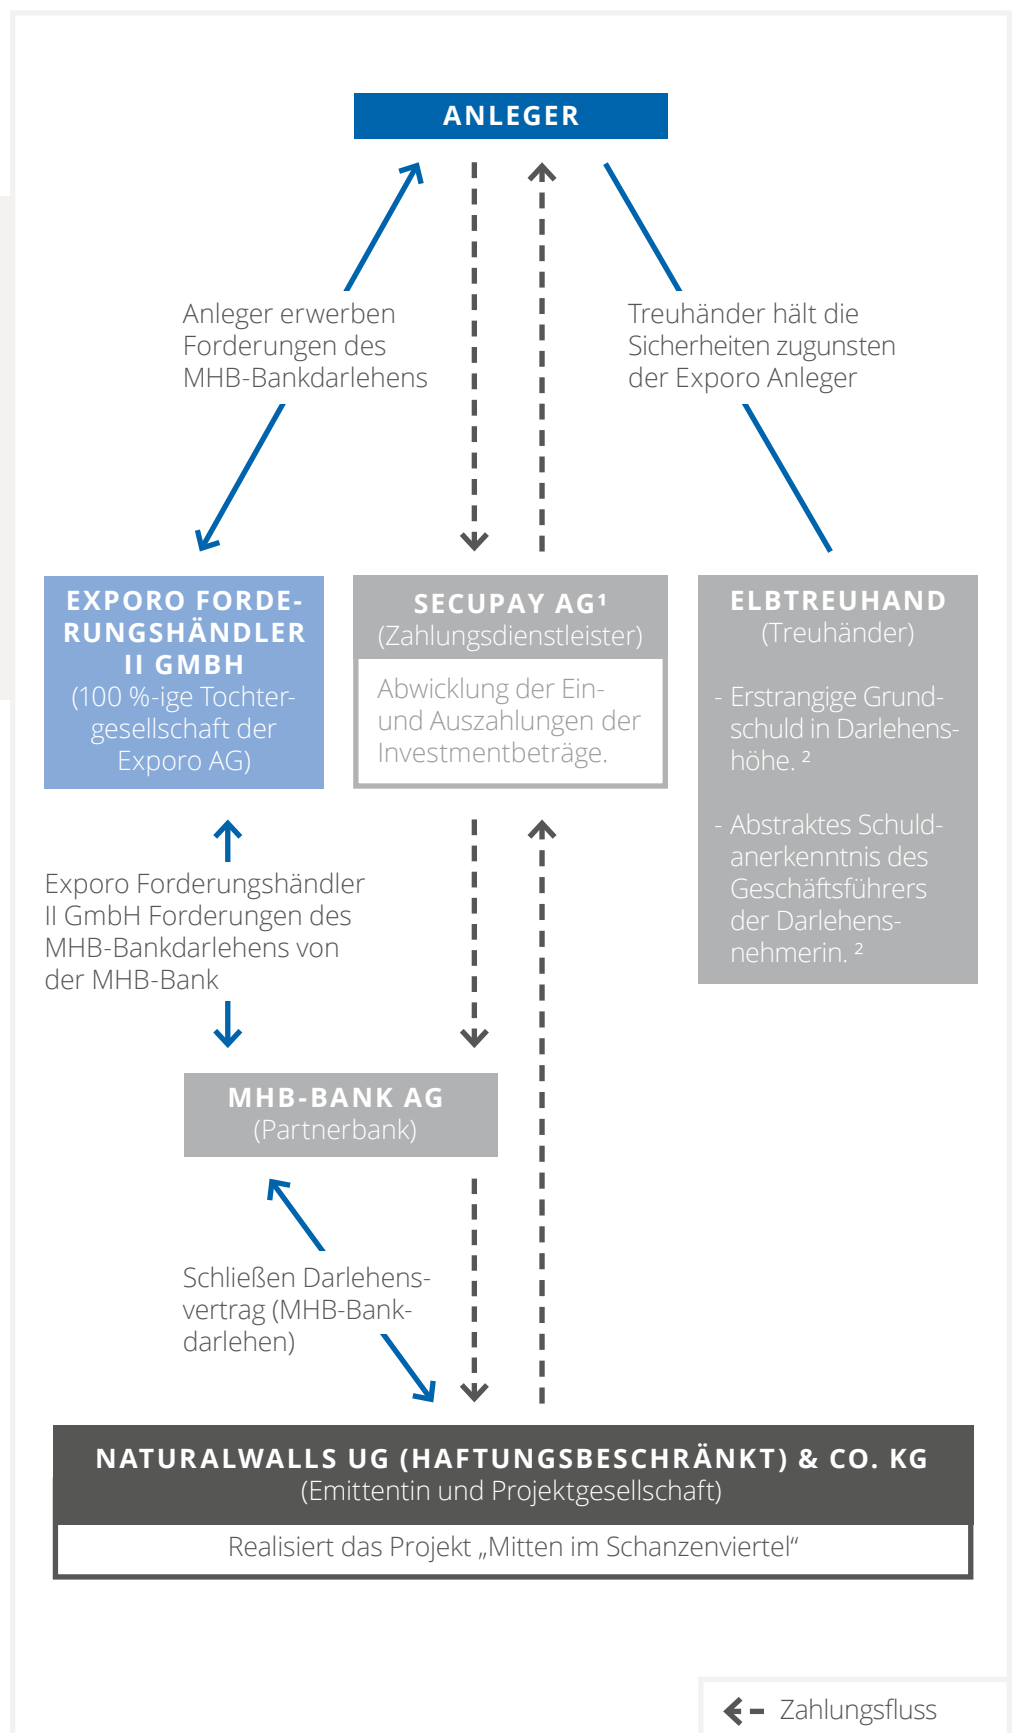 ANLEGER
Anleger erwerben
Forderungen des
MHB-Bankdarlehens
Treuhänder hält die
Sicherheiten zugunsten
der Exporo Anleger
EXPORO FORDE-
RUNGSHÄNDLER
II GMBH
(100 %-ige Tochter-
gesellschaft der
Exporo AG)
SECUPAY AG¹
(Zahlungsdienstleister)
Abwicklung der Ein-
und Auszahlungen der
Investmentbeträge.
ELBTREUHAND
(Treuhänder)
- Erstrangige Grund-
schuld in Darlehens-
höhe. ²
- Abstraktes Schuld-
anerkenntnis des
Geschäftsführers
der Darlehens-
nehmerin. ²
Exporo Forderungshändler
II GmbH Forderungen des
MHB-Bankdarlehens von
der MHB-Bank
MHB-BANK AG
(Partnerbank)
Schließen Darlehens-
vertrag (MHB-Bank-
darlehen)
NATURALWALLS UG (HAFTUNGSBESCHRÄNKT) & CO. KG
(Emittentin und Projektgesellschaft)
Realisiert das Projekt „Mitten im Schanzenviertel“
Zahlungsfluss